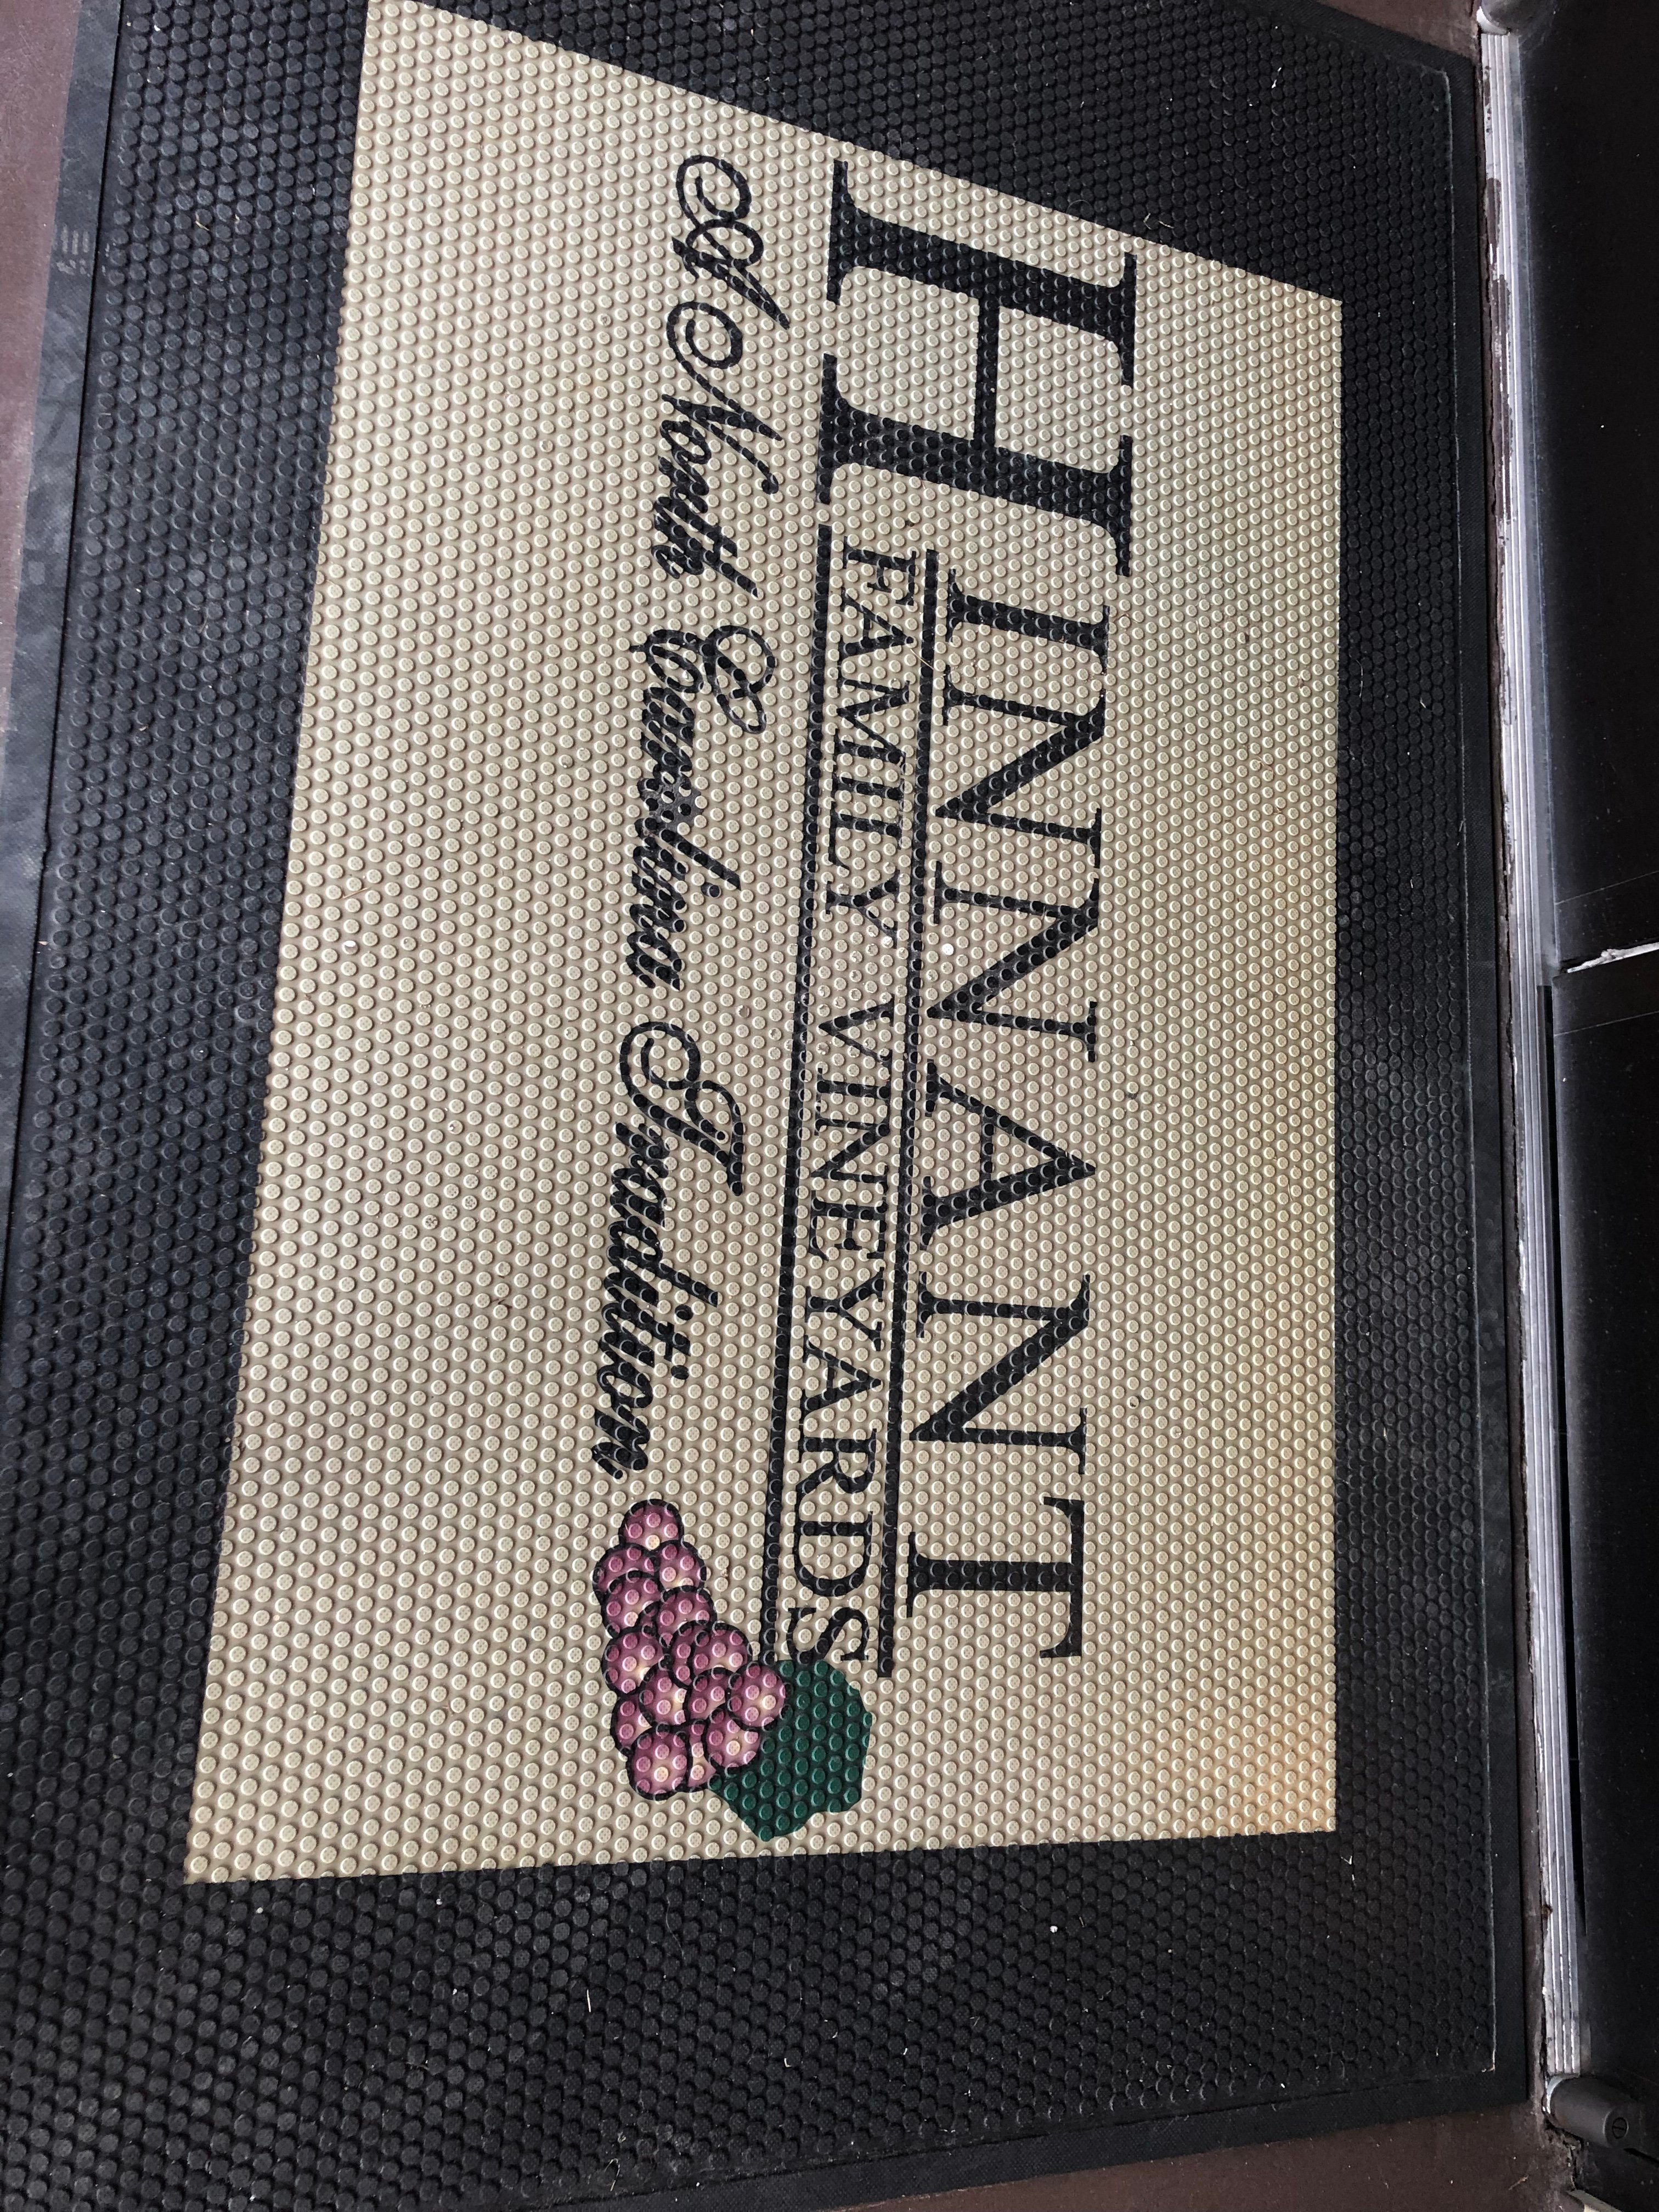 HINNANT
FAMILY VINEYARDS
A North Carolina Tradition